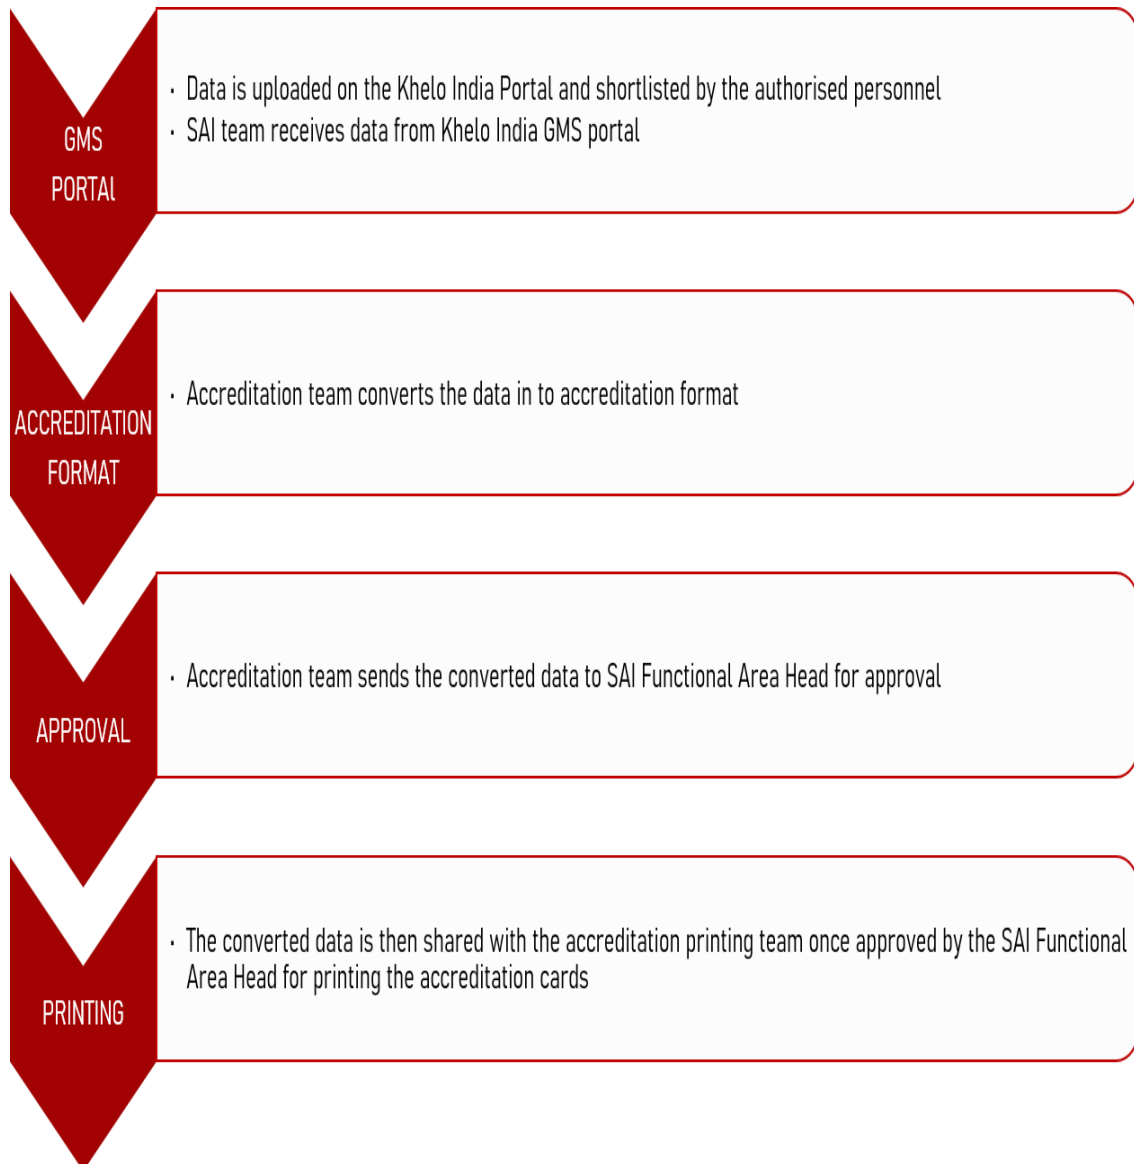 GMS
PORTAl
· Data is uploaded on the Khelo India Portal and shortlisted by the authorised personnel
· SAI team receives data from Khelo India GMS portal
ACCREDITATION
FORMAT
· Accreditation team converts the data in to accreditation format
APPROVAL
· Accreditation team sends the converted data to SAI Functional Area Head for approval
PRINTING
· The converted data is then shared with the accreditation printing team once approved by the SAI Functional
Area Head for printing the accreditation cards